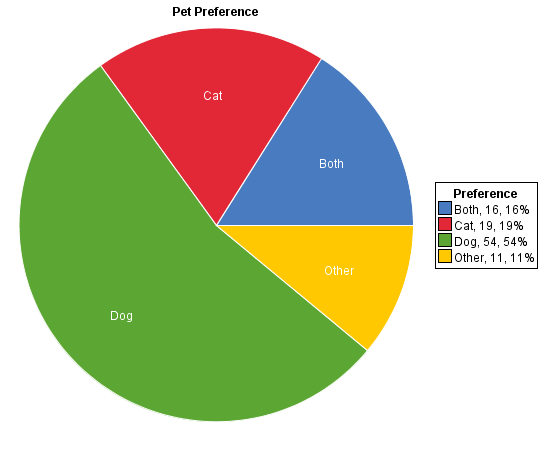 Pet Preference
Cat
Both
Other
Dog
Preference
Both, 16, 16%
Cat, 19, 19%
Dog, 54, 54%
Other, 11, 11%